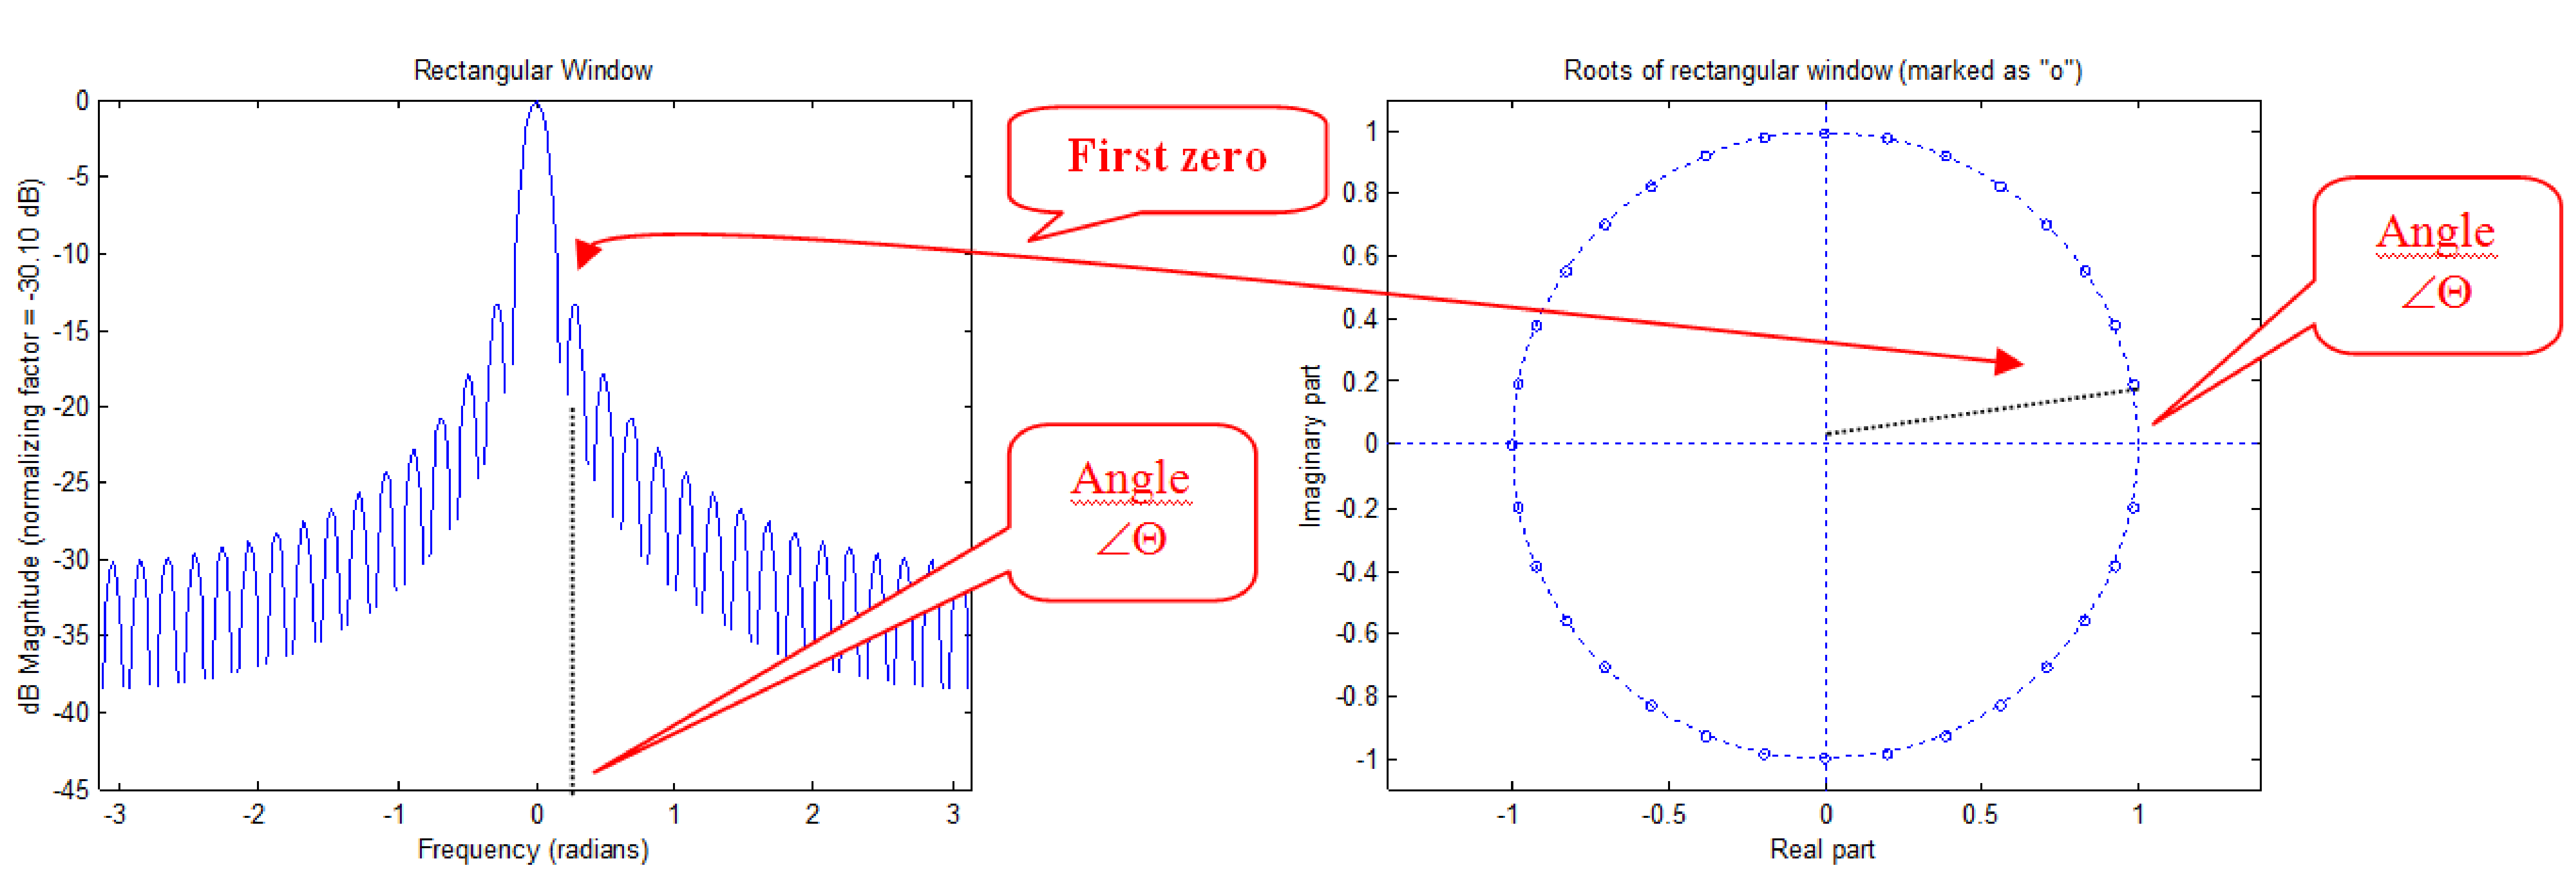 Rectangular Window
0
-5
-10
-15
-20
-25
-30
-35
-40
-45
-3 -2 -1 0 1 2 3
dB Magnitude (normalizing factor = -30.10 dB)
Frequency (radians)
First zero
Angle
∠Θ
Roots of rectangular window (marked as "o")
1
0.8
0.6
0.4
0.2
0
-0.2
-0.4
-0.6
-0.8
-1
-1 -0.5 0 0.5 1
Imaginary part
Real part
Angle
∠Θ